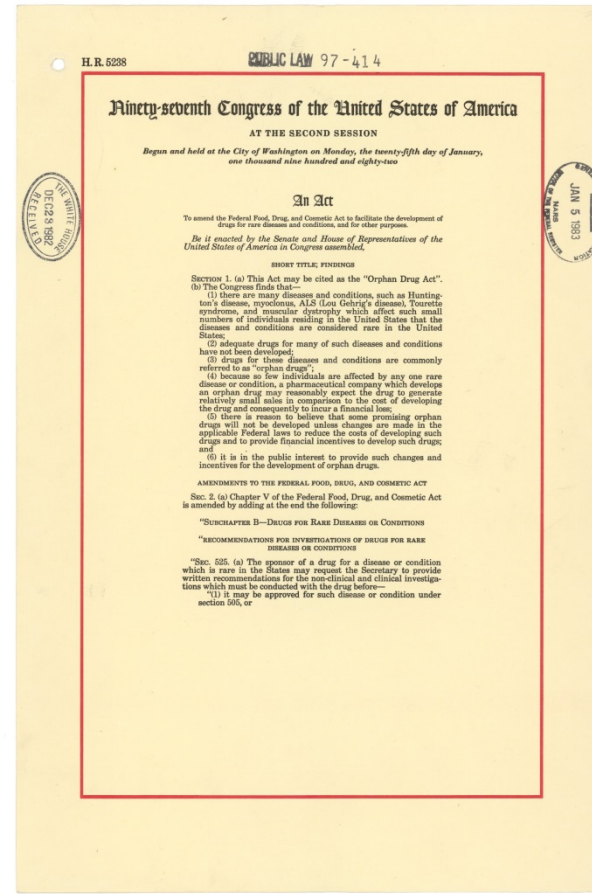 H. R. 5238
PUBLIC LAW 97-414
Ninety-seventh Congress of the United States of America
AT THE SECOND SESSION
Begun and held at the City of Washington on Monday, the twenty-fifth day of January,
one thousand nine hundred and eighty-two
THE WHITE HOUSE
DEC 28 1982
RECEIVED
JAN 5 1983
NARS
An Act
To amend the Federal Food, Drug, and Cosmetic Act to facilitate the development of
drugs for rare diseases and conditions, and for other purposes.
Be it enacted by the Senate and House of Representatives of the
United States of America in Congress assembled,
SHORT TITLE; FINDINGS
SECTION 1. (a) This Act may be cited as the "Orphan Drug Act".
(b) The Congress finds that—
(1) there are many diseases and conditions, such as Hunting-
ton's disease, myoclonus, ALS (Lou Gehrig's disease), Tourette
syndrome, and muscular dystrophy which affect such small
numbers of individuals residing in the United States that the
diseases and conditions are considered rare in the United
States;
(2) adequate drugs for many of such diseases and conditions
have not been developed;
(3) drugs for these diseases and conditions are commonly
referred to as "orphan drugs";
(4) because so few individuals are affected by any one rare
disease or condition, a pharmaceutical company which develops
an orphan drug may reasonably expect the drug to generate
relatively small sales in comparison to the cost of developing
the drug and consequently to incur a financial loss;
(5) there is reason to believe that some promising orphan
drugs will not be developed unless changes are made in the
applicable Federal laws to reduce the costs of developing such
drugs and to provide financial incentives to develop such drugs;
and
(6) it is in the public interest to provide such changes and
incentives for the development of orphan drugs.
AMENDMENTS TO THE FEDERAL FOOD, DRUG, AND COSMETIC ACT
SEC. 2. (a) Chapter V of the Federal Food, Drug, and Cosmetic Act
is amended by adding at the end the following:
"SUBCHAPTER B—DRUGS FOR RARE DISEASES OR CONDITIONS
"RECOMMENDATIONS FOR INVESTIGATIONS OF DRUGS FOR RARE
DISEASES OR CONDITIONS
"SEC. 525. (a) The sponsor of a drug for a disease or condition
which is rare in the States may request the Secretary to provide
written recommendations for the non-clinical and clinical investiga-
tions which must be conducted with the drug before—
"(1) it may be approved for such disease or condition under
section 505, or